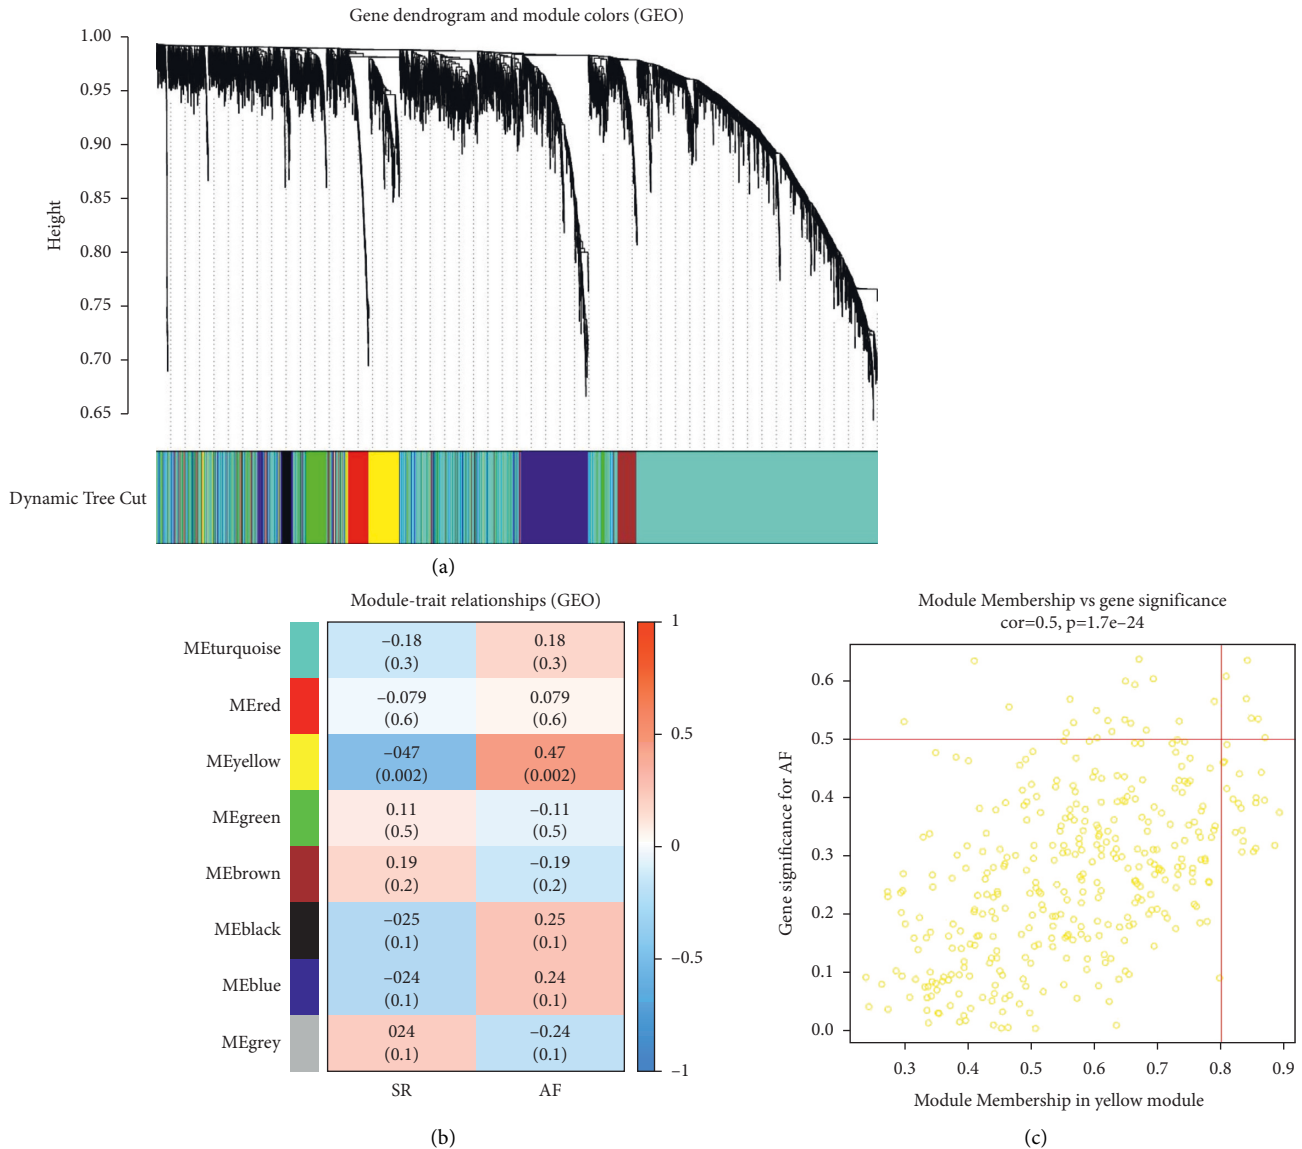 Gene dendrogram and module colors (GEO)
1.00
0.95
0.90
0.85
0.80
0.75
0.70
0.65
Height
Dynamic Tree Cut
(a)
Module-trait relationships (GEO)
MEturquoise
–0.18
(0.3)
0.18
(0.3)
MEred
–0.079
(0.6)
0.079
(0.6)
MEyellow
–047
(0.002)
0.47
(0.002)
MEgreen
0.11
(0.5)
–0.11
(0.5)
MEbrown
0.19
(0.2)
–0.19
(0.2)
MEblack
–025
(0.1)
0.25
(0.1)
MEblue
–024
(0.1)
0.24
(0.1)
MEgrey
024
(0.1)
–0.24
(0.1)
SR
AF
1
0.5
0
–0.5
–1
(b)
Module Membership vs gene significance
cor=0.5, p=1.7e–24
0.6
0.5
0.4
0.3
0.2
0.1
0.0
Gene significance for AF
0.3
0.4
0.5
0.6
0.7
0.8
0.9
Module Membership in yellow module
(c)